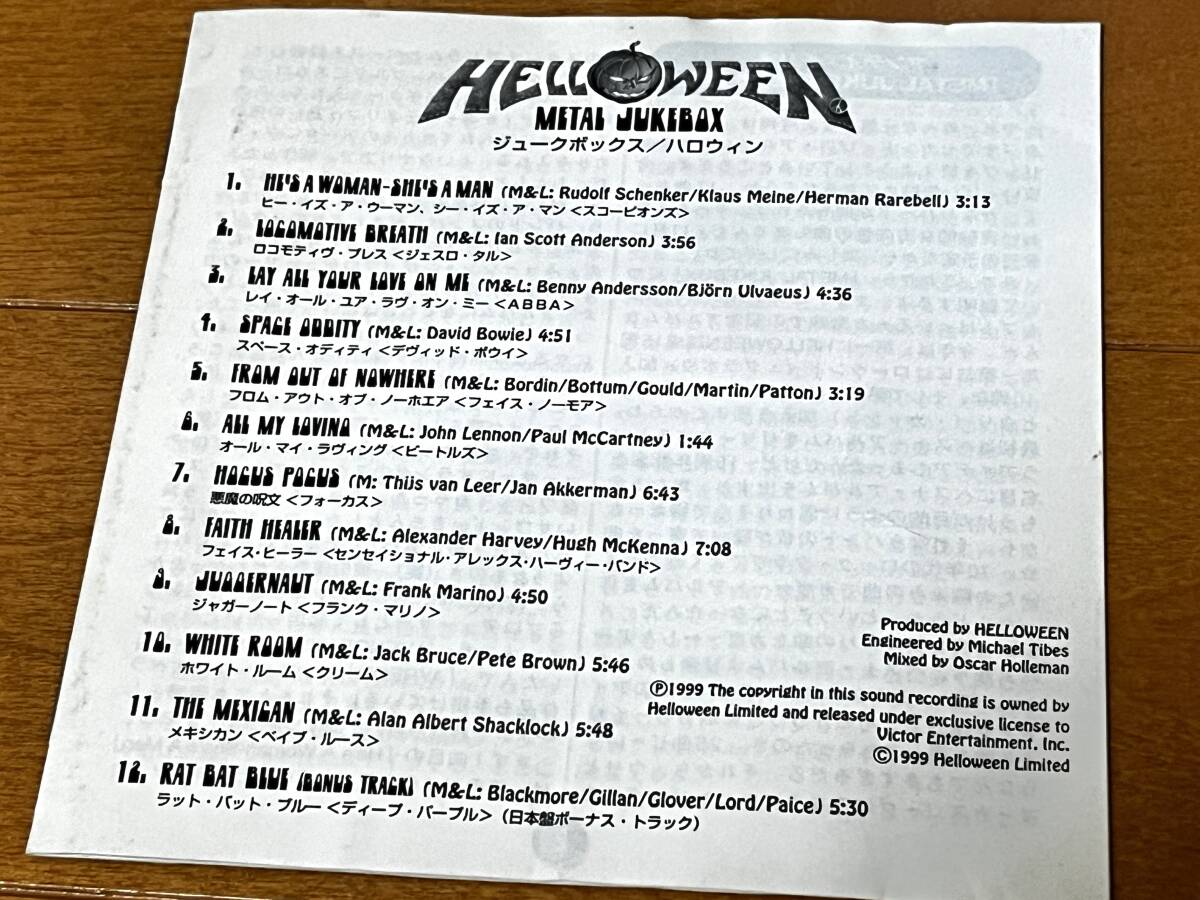 HELLOWEEN
METAL JUKEBOX
ジュークボックス／ハロウィン
1. HE'S A WOMAN-SHE'S A MAN (M&L: Rudolf Schenker/Klaus Meine/Herman Rarebell) 3:13
ヒー・イズ・ア・ウーマン、シー・イズ・ア・マン <スコーピオンズ>
2. LOCOMOTIVE BREATH (M&L: Ian Scott Anderson) 3:56
ロコモティヴ・ブレス <ジェスロ・タル>
3. LAY ALL YOUR LOVE ON ME (M&L: Benny Andersson/Björn Ulvaeus) 4:36
レイ・オール・ユア・ラヴ・オン・ミー <ABBA>
4. SPACE ODDITY (M&L: David Bowie) 4:51
スペース・オディティ <デヴィッド・ボウイ>
5. FROM OUT OF NOWHERE (M&L: Bordin/Bottum/Gould/Martin/Patton) 3:19
フロム・アウト・オブ・ノーホエア <フェイス・ノーモア>
6. ALL MY LOVING (M&L: John Lennon/Paul McCartney) 1:44
オール・マイ・ラヴィング <ビートルズ>
7. HOCUS POCUS (M: Thijs van Leer/Jan Akkerman) 6:43
悪魔の呪文 <フォーカス>
8. FAITH HEALER (M&L: Alexander Harvey/Hugh McKenna) 7:08
フェイス・ヒーラー <センセイショナル・アレックス・ハーヴィー・バンド>
9. JUGGERNAUT (M&L: Frank Marino) 4:50
ジャガーノート <フランク・マリノ>
10. WHITE ROOM (M&L: Jack Bruce/Pete Brown) 5:46
ホワイト・ルーム <クリーム>
11. THE MEXICAN (M&L: Alan Albert Shacklock) 5:48
メキシカン <ベイブ・ルース>
12. RAT BAT BLUE (BONUS TRACK) (M&L: Blackmore/Gillan/Glover/Lord/Paice) 5:30
ラット・バット・ブルー <ディープ・パープル> (日本盤ボーナス・トラック)
Produced by HELLOWEEN
Engineered by Michael Tibes
Mixed by Oscar Holleman
Ⓟ1999 The copyright in this sound recording is owned by
Helloween Limited and released under exclusive license to
Victor Entertainment. Inc.
©1999 Helloween Limited